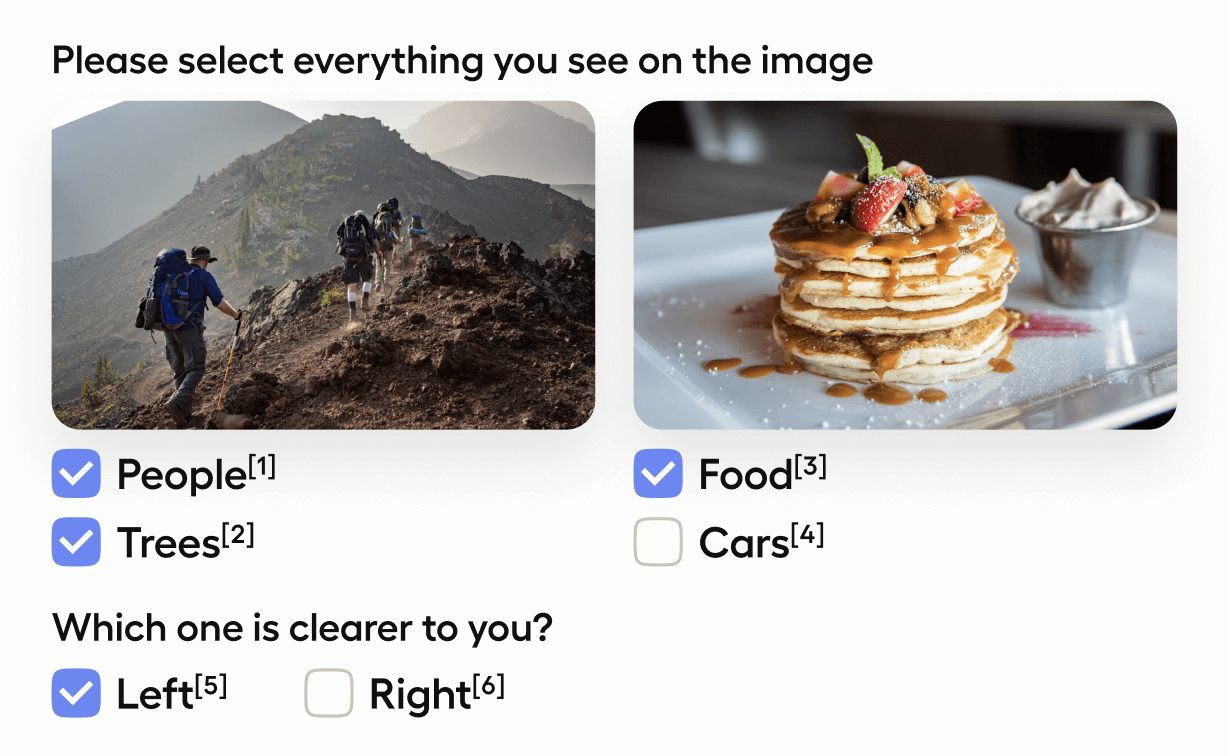 Please select everything you see on the image
People[1]
Food[3]
Trees[2]
Cars[4]
Which one is clearer to you?
Left[5] Right[6]